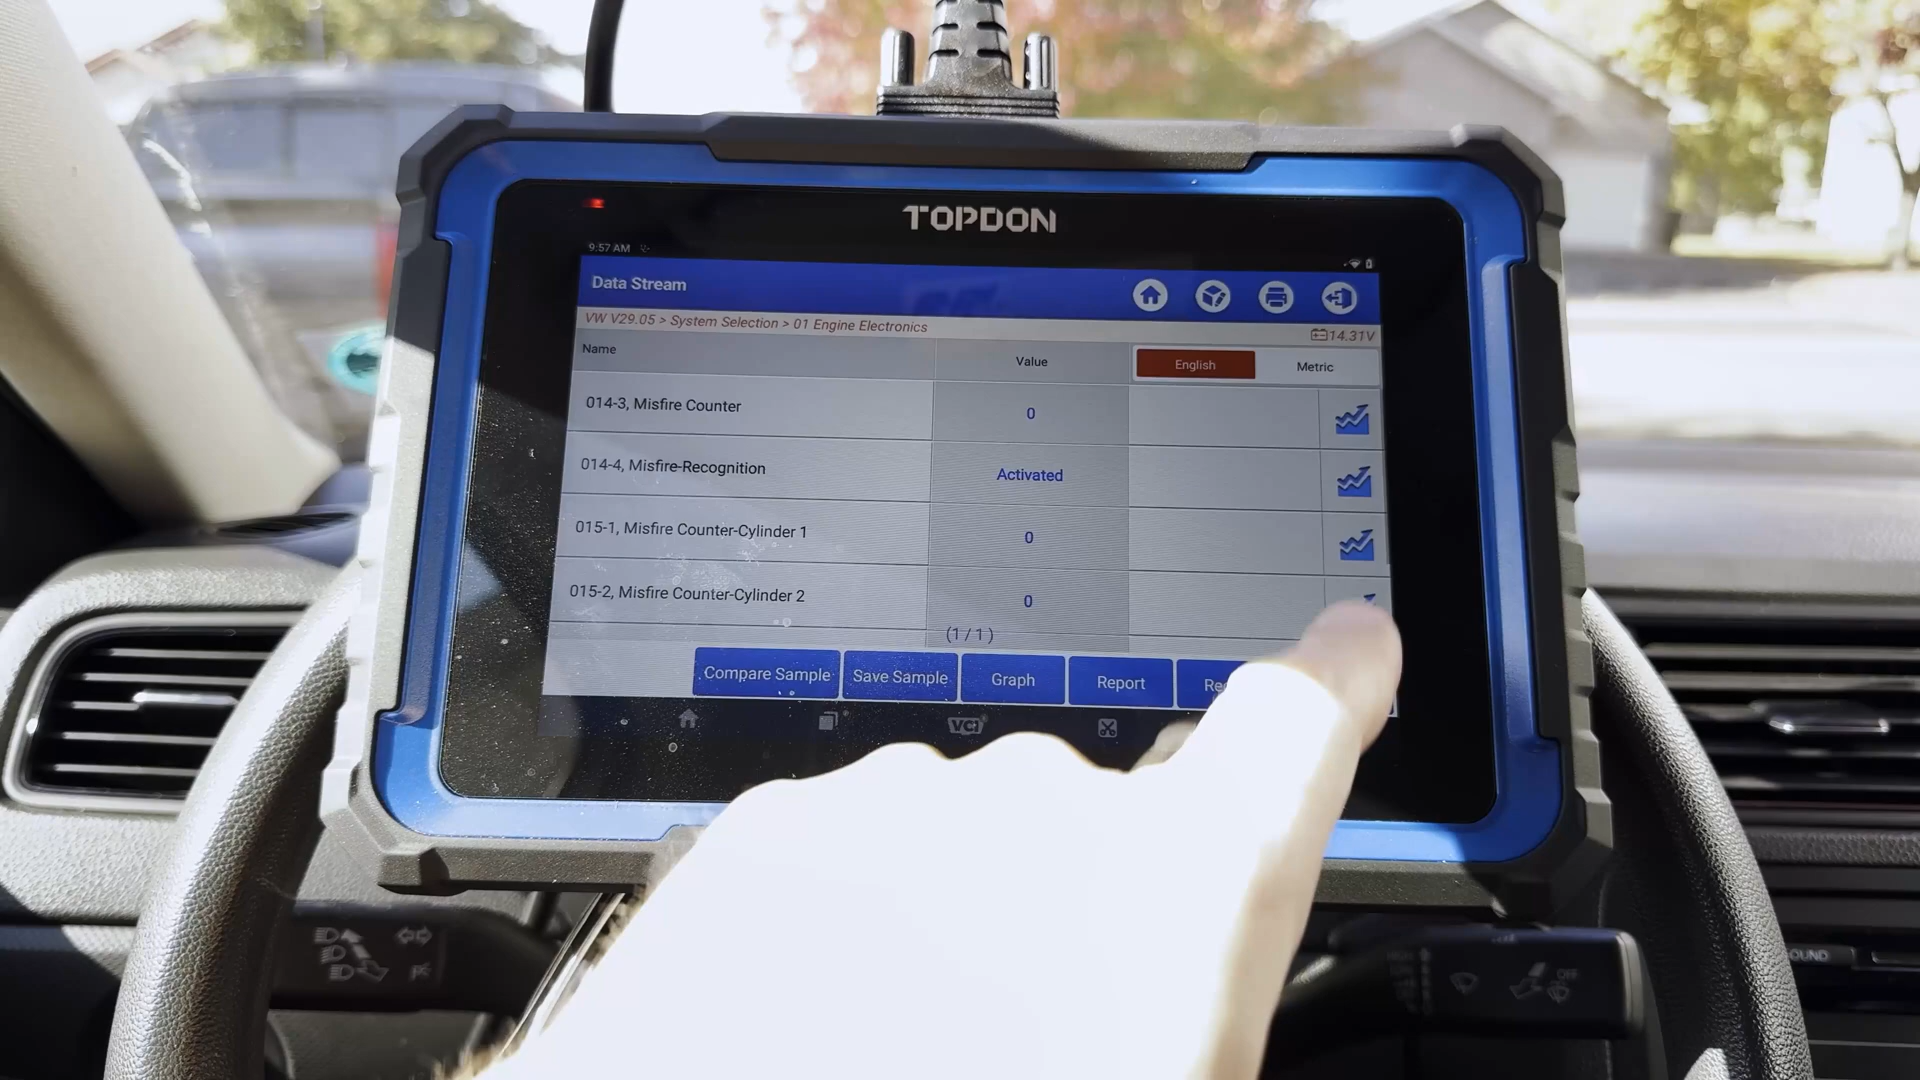 TOPDON
9:57 AM
Data Stream
VW V29.05 > System Selection > 01 Engine Electronics
14.31V
Name
Value
English
Metric
014-3, Misfire Counter
0
014-4, Misfire-Recognition
Activated
015-1, Misfire Counter-Cylinder 1
0
015-2, Misfire Counter-Cylinder 2
0
(1 / 1)
Compare Sample
Save Sample
Graph
Report
VCI
OFF